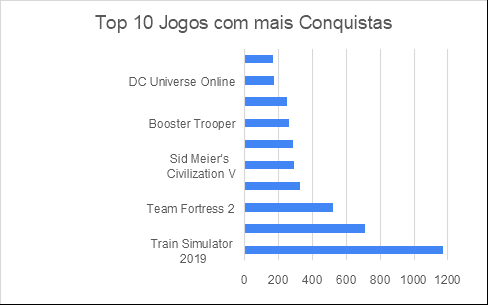 Top 10 Jogos com mais Conquistas
DC Universe Online
Booster Trooper
Sid Meier's
Civilization V
Team Fortress 2
Train Simulator
2019
0 200 400 600 800 1000 1200